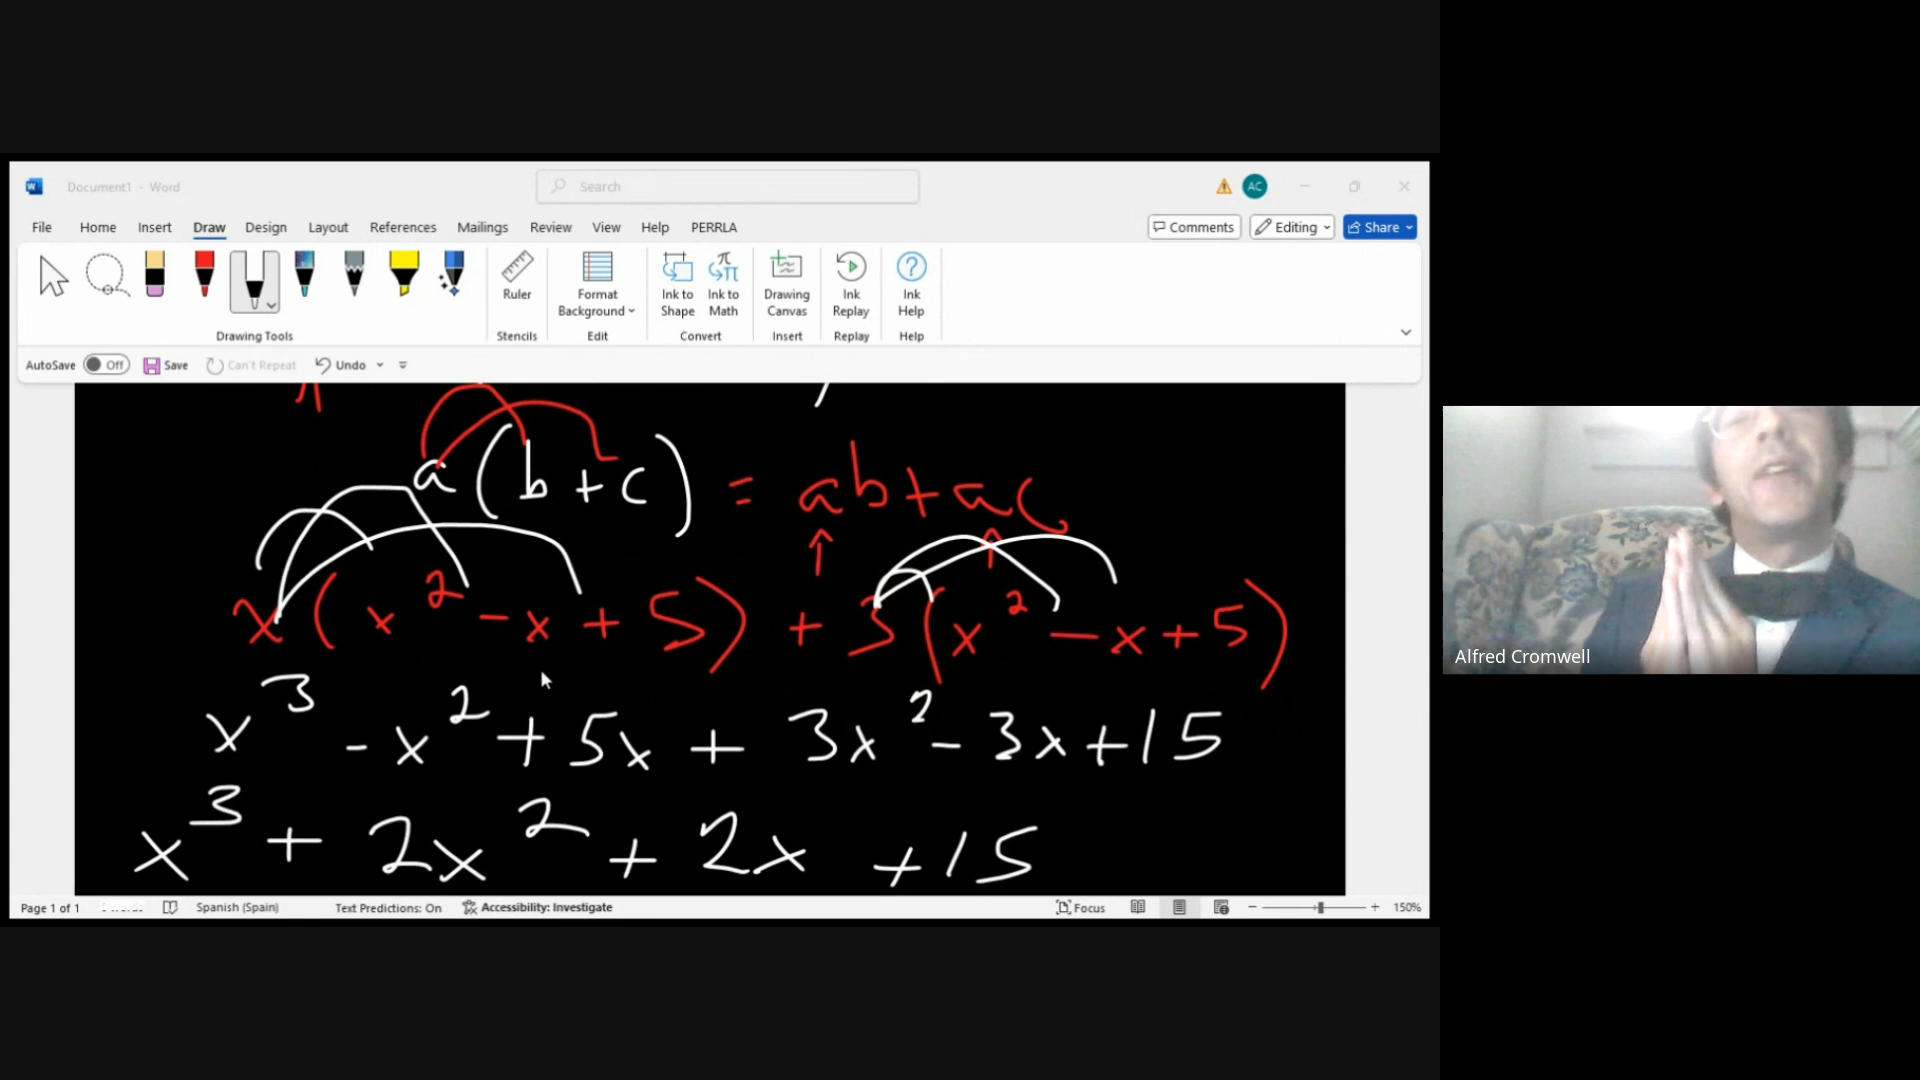 Document1 - Word
Search
AC
File Home Insert Draw Design Layout References Mailings Review View Help PERRLA
Comments Editing Share
Ruler
Format Background
Ink to Shape
Ink to Math
Drawing Canvas
Ink Replay
Ink Help
Drawing Tools Stencils Edit Convert Insert Replay Help
AutoSave Off Save Can't Repeat Undo
a(b+c) = ab+ac
x(x² -x+5) + 3(x² -x+5)
x³ -x² +5x + 3x² -3x+15
x³ + 2x² + 2x +15
Alfred Cromwell
Page 1 of 1 Spanish (Spain) Text Predictions: On Accessibility: Investigate Focus 150%